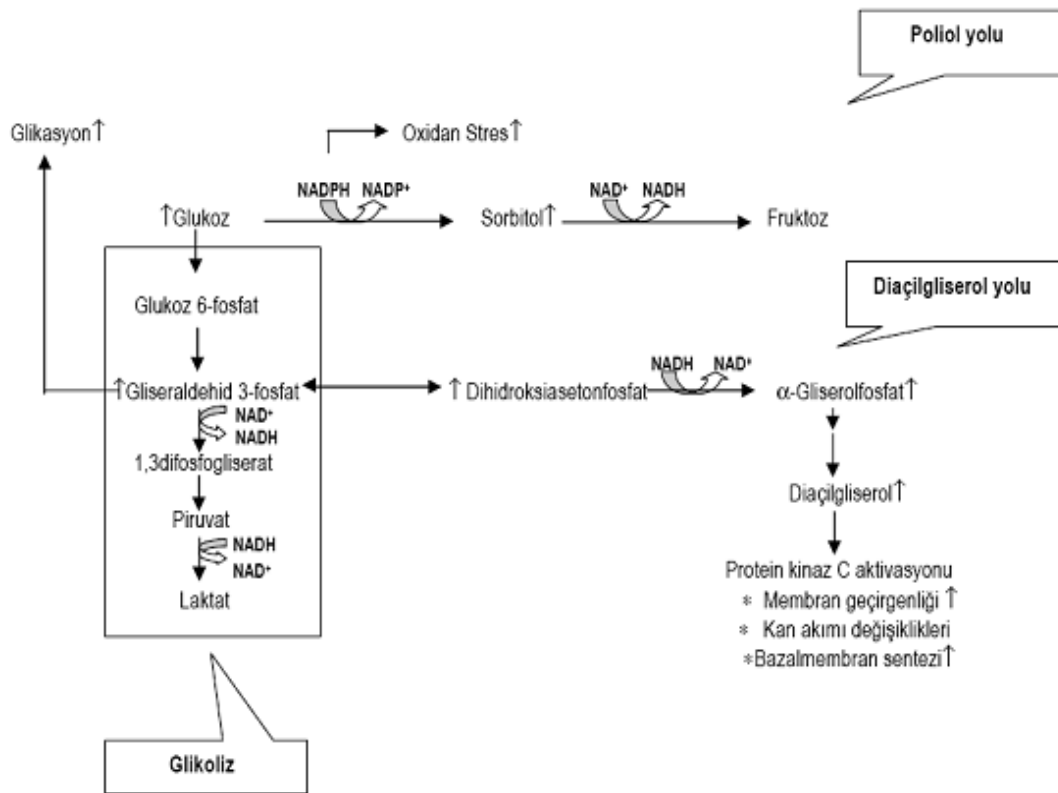 Poliol yolu
Glikasyon↑
Oxidan Stres↑
NADPH NADP⁺
NAD⁺ NADH
↑Glukoz
Sorbitol↑
Fruktoz
Diaçilgliserol yolu
Glukoz 6-fosfat
NADH NAD⁺
↑Gliseraldehid 3-fosfat
↑ Dihidroksiasetonfosfat
α-Gliserolfosfat↑
NAD⁺
NADH
1,3difosfogliserat
Diaçilgliserol↑
Piruvat
NADH
NAD⁺
Laktat
Protein kinaz C aktivasyonu
* Membran geçirgenliği ↑
* Kan akımı değişiklikleri
*Bazalmembran sentezi↑
Glikoliz